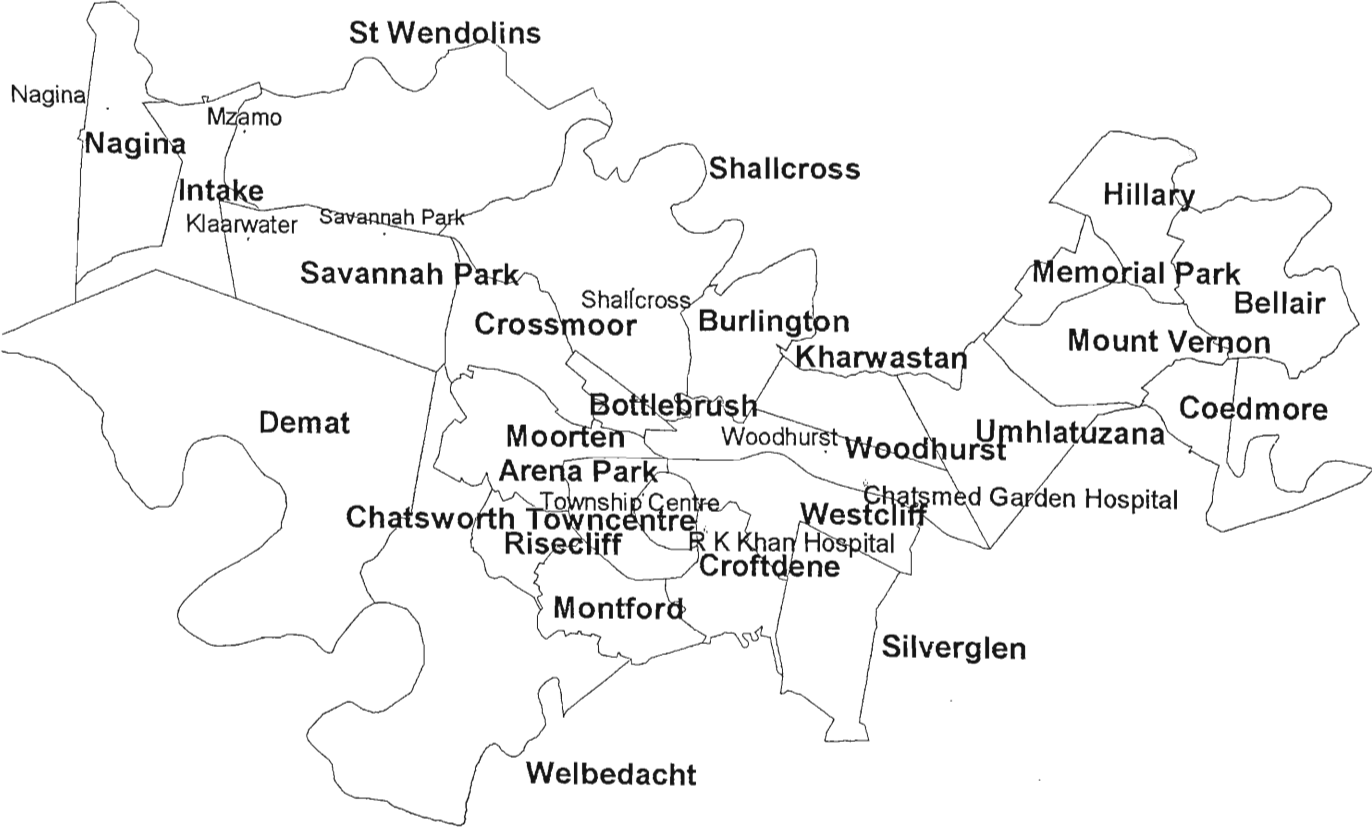 St Wendolins
Nagina
Mzamo
Nagina
Shallcross
Intake
Hillary
Klaarwater
Savannah Park
Savannah Park
Memorial Park
Shallcross
Bellair
Crossmoor
Burlington
Mount Vernon
Kharwastan
Bottlebrush
Coedmore
Demat
Moorten
Woodhurst
Woodhurst
Umhlatuzana
Arena Park
Township Centre
Chatsmed Garden Hospital
Chatsworth Towncentre
Westcliff
Risecliff
R K Khan Hospital
Croftdene
Montford
Silverglen
Welbedacht